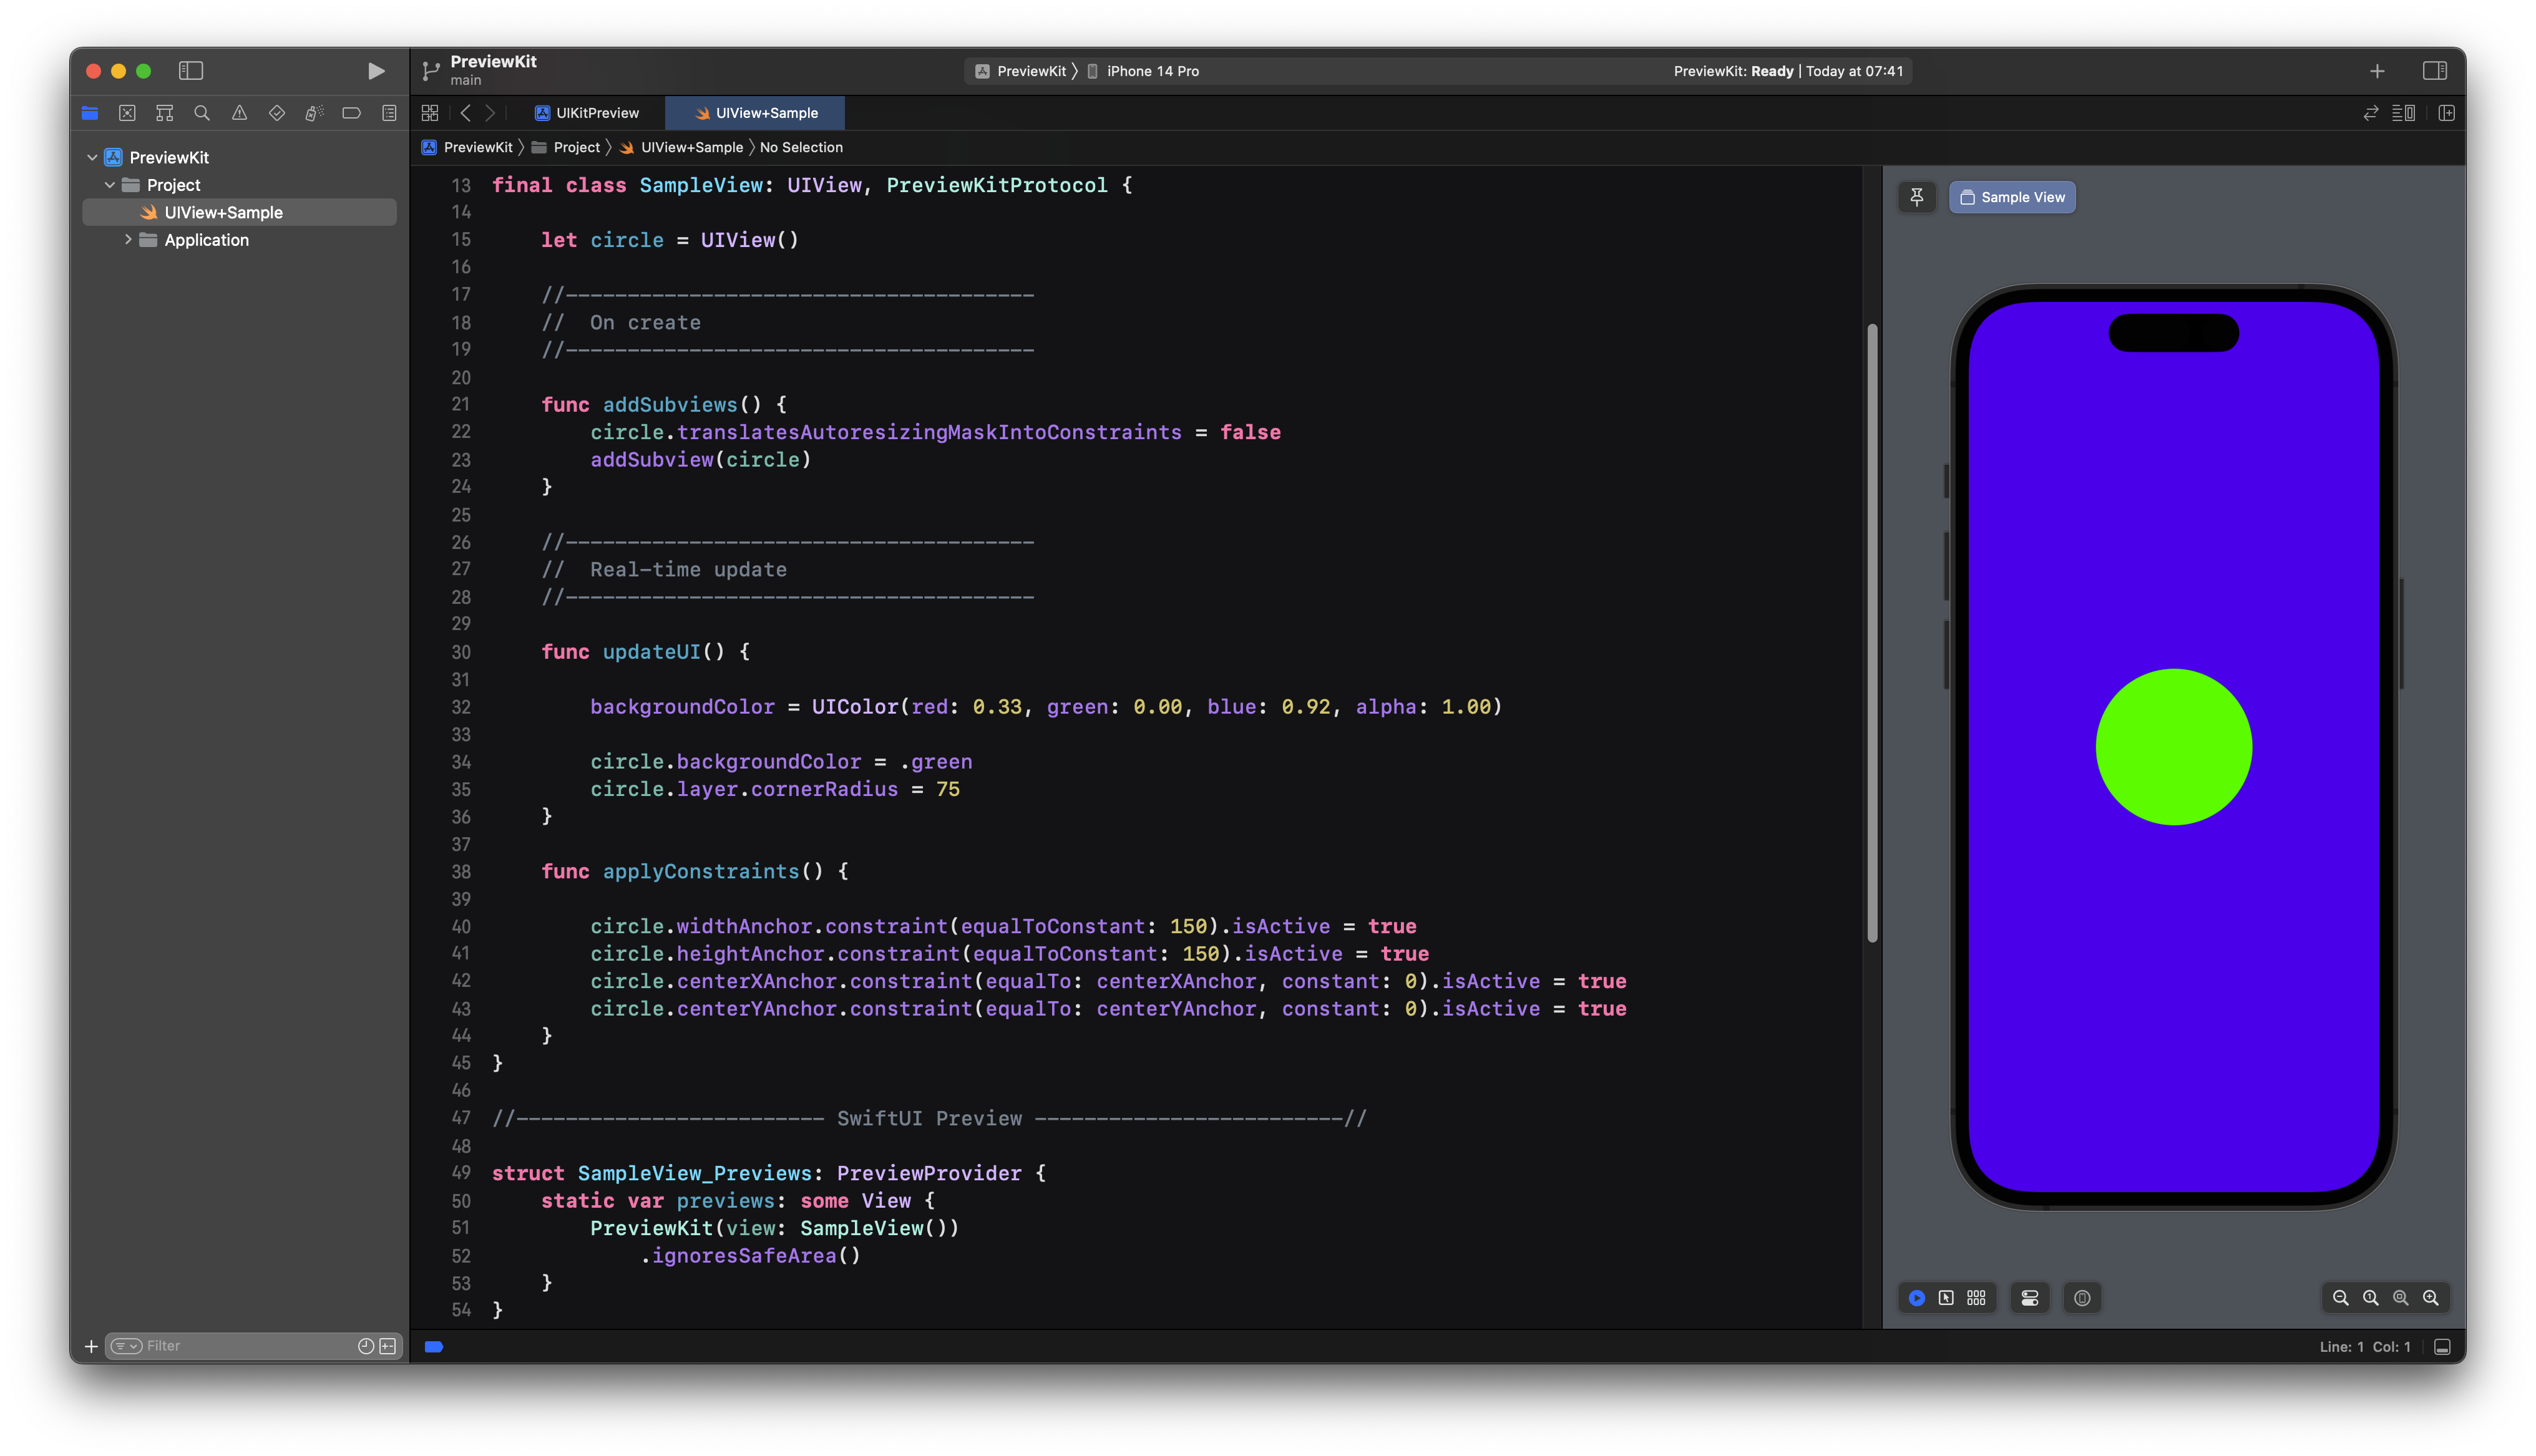 PreviewKit
main
PreviewKit
iPhone 14 Pro
PreviewKit: Ready | Today at 07:41
UIKitPreview
UIView+Sample
PreviewKit
Project
UIView+Sample
No Selection
PreviewKit
Project
UIView+Sample
Application
13 final class SampleView: UIView, PreviewKitProtocol {
14
15     let circle = UIView()
16
17     //--------------------------------------
18     //  On create
19     //--------------------------------------
20
21     func addSubviews() {
22         circle.translatesAutoresizingMaskIntoConstraints = false
23         addSubview(circle)
24     }
25
26     //--------------------------------------
27     //  Real-time update
28     //--------------------------------------
29
30     func updateUI() {
31
32         backgroundColor = UIColor(red: 0.33, green: 0.00, blue: 0.92, alpha: 1.00)
33
34         circle.backgroundColor = .green
35         circle.layer.cornerRadius = 75
36     }
37
38     func applyConstraints() {
39
40         circle.widthAnchor.constraint(equalToConstant: 150).isActive = true
41         circle.heightAnchor.constraint(equalToConstant: 150).isActive = true
42         circle.centerXAnchor.constraint(equalTo: centerXAnchor, constant: 0).isActive = true
43         circle.centerYAnchor.constraint(equalTo: centerYAnchor, constant: 0).isActive = true
44     }
45 }
46
47 //------------------------- SwiftUI Preview -------------------------//
48
49 struct SampleView_Previews: PreviewProvider {
50     static var previews: some View {
51         PreviewKit(view: SampleView())
52             .ignoresSafeArea()
53     }
54 }
Sample View
Filter
Line: 1 Col: 1